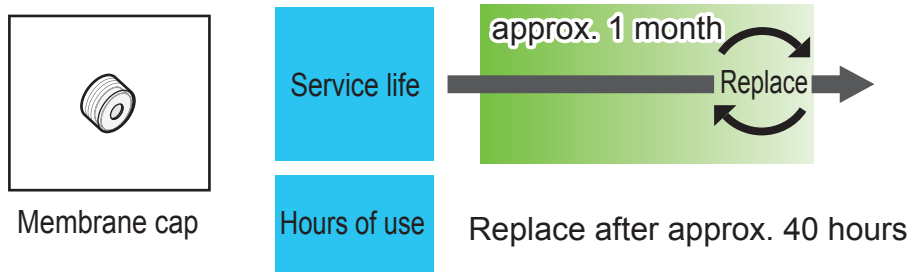 Membrane cap
Service life
approx. 1 month
Replace
Hours of use
Replace after approx. 40 hours